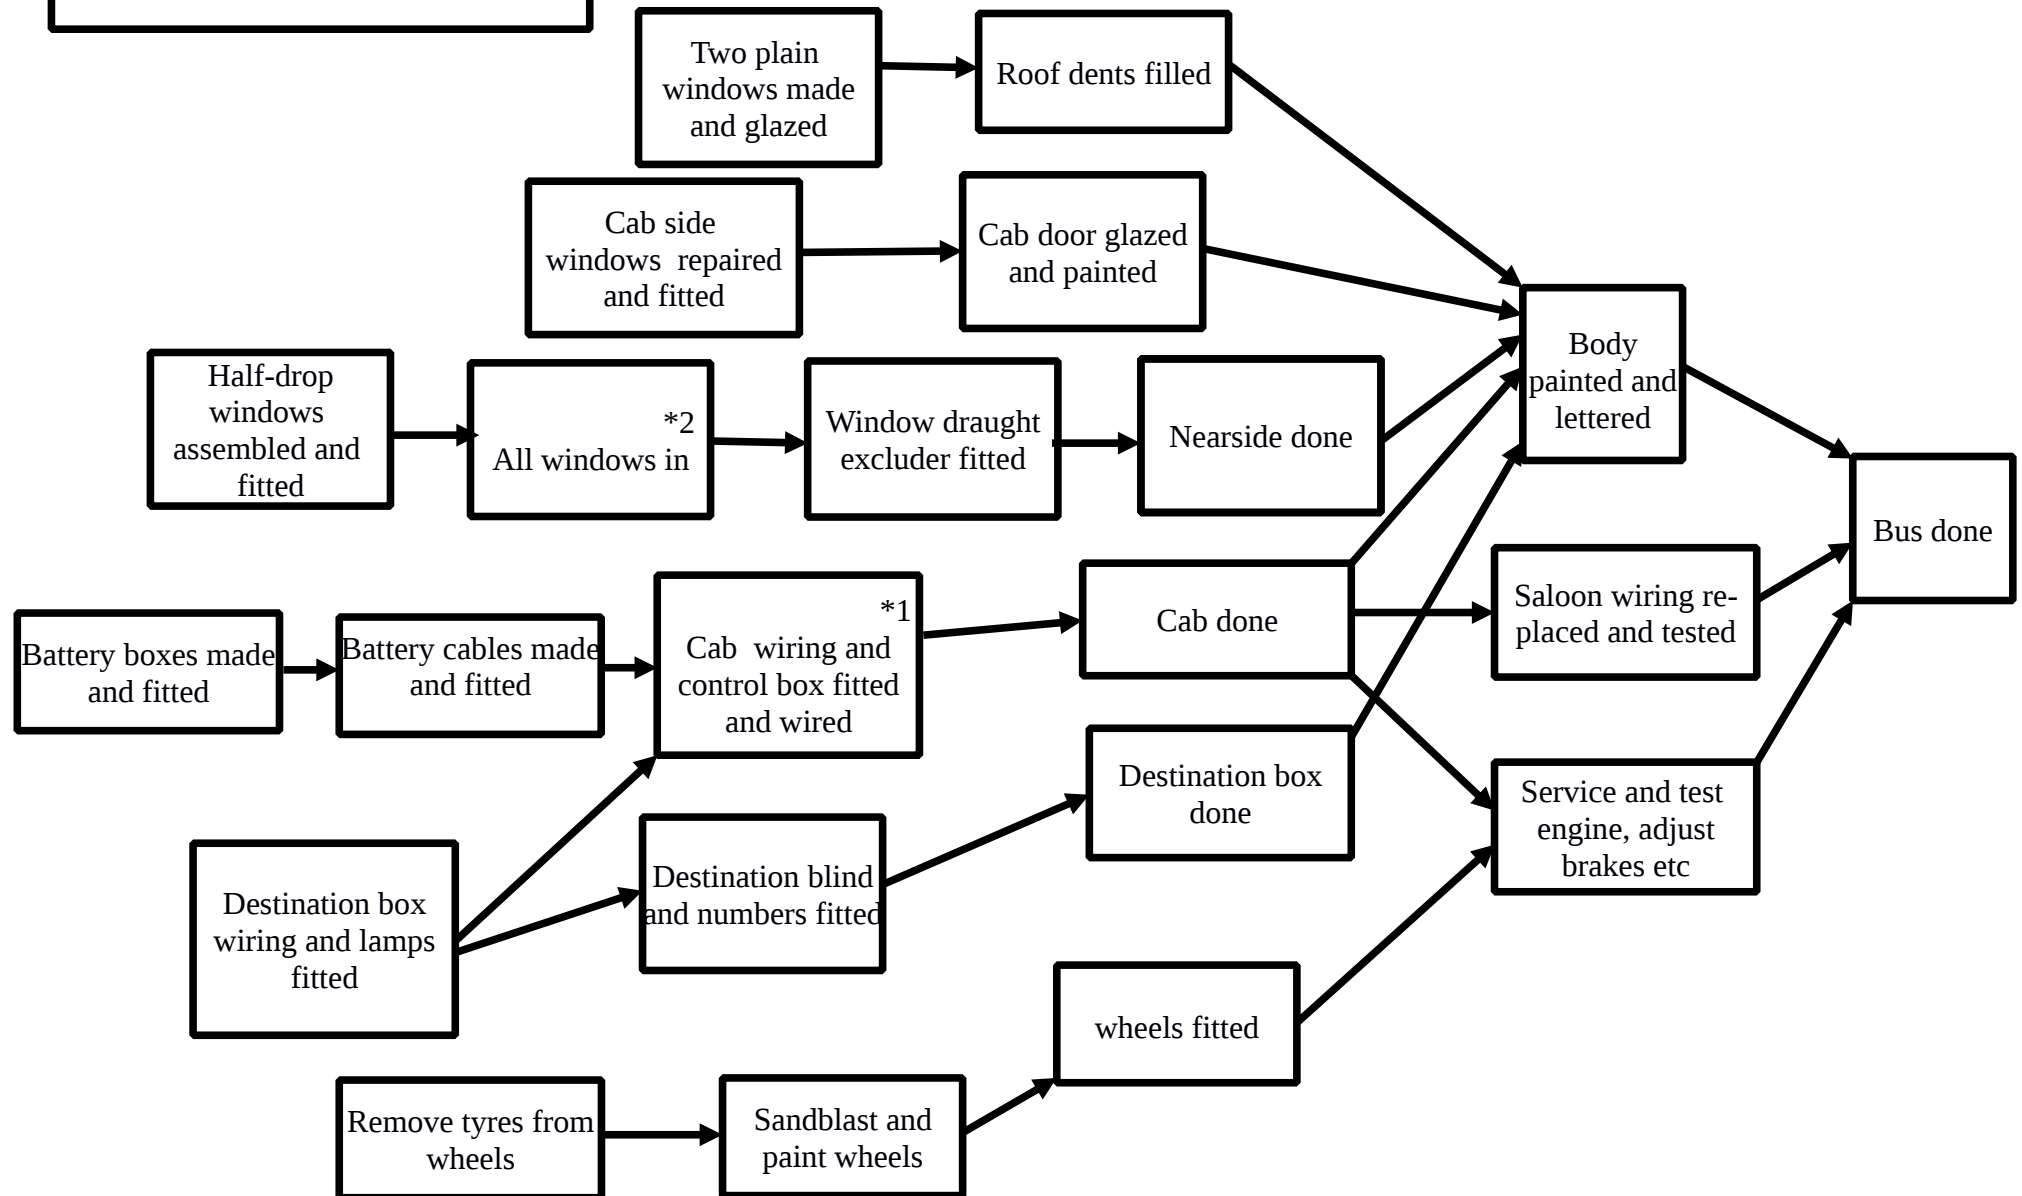 Two plain
windows made
and glazed
Roof dents filled
Cab side
windows  repaired
and fitted
Cab door glazed
and painted
Half-drop
windows
assembled and
fitted
*2
All windows in
Window draught
excluder fitted
Nearside done
Body
painted and
lettered
Bus done
Battery boxes made
and fitted
Battery cables made
and fitted
*1
Cab  wiring and
control box fitted
and wired
Cab done
Saloon wiring re-
placed and tested
Destination box
wiring and lamps
fitted
Destination blind
and numbers fitted
Destination box
done
Service and test
engine, adjust
brakes etc
wheels fitted
Remove tyres from
wheels
Sandblast and
paint wheels